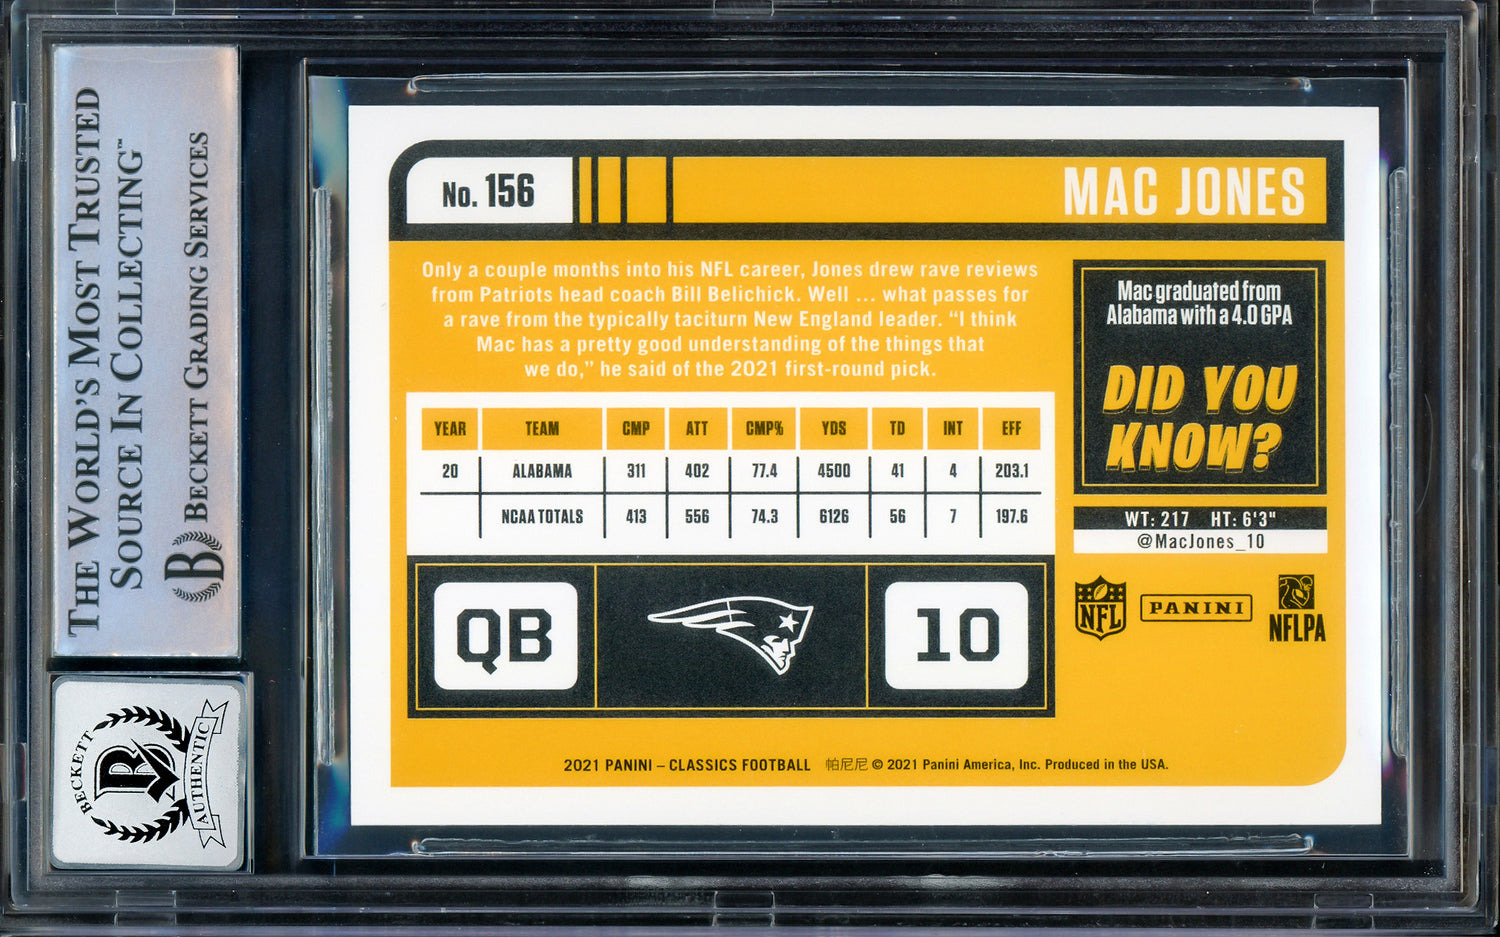 THE WORLD'S MOST TRUSTED
SOURCE IN COLLECTING™
BECKETT GRADING SERVICES
BECKETT
B
AUTHENTIC
No. 156
MAC JONES
Only a couple months into his NFL career, Jones drew rave reviews
from Patriots head coach Bill Belichick. Well ... what passes for
a rave from the typically taciturn New England leader. “I think
Mac has a pretty good understanding of the things that
we do,” he said of the 2021 first-round pick.
Mac graduated from
Alabama with a 4.0 GPA
DID YOU
KNOW?
YEAR TEAM CMP ATT CMP% YDS TD INT EFF
20 ALABAMA 311 402 77.4 4500 41 4 203.1
NCAA TOTALS 413 556 74.3 6126 56 7 197.6
WT: 217 HT: 6'3"
@MacJones_10
QB
10
NFL
PANINI
NFLPA
2021 PANINI – CLASSICS FOOTBALL 帕尼尼 © 2021 Panini America, Inc. Produced in the USA.